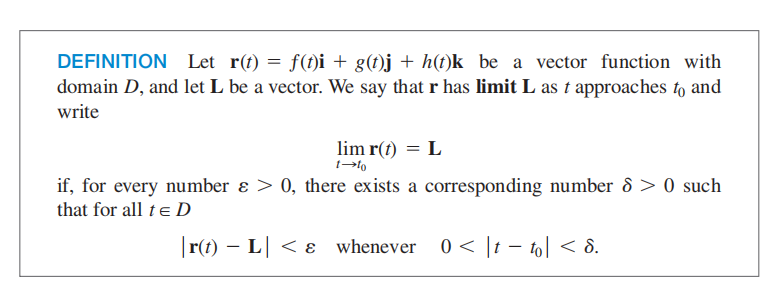 DEFINITION Let r(t) = f(t)i + g(t)j + h(t)k be a vector function with
domain D, and let L be a vector. We say that r has limit L as t approaches t₀ and
write
lim r(t) = L
t→t₀
if, for every number ε > 0, there exists a corresponding number δ > 0 such
that for all t ∈ D
|r(t) − L| < ε whenever 0 < |t − t₀| < δ.